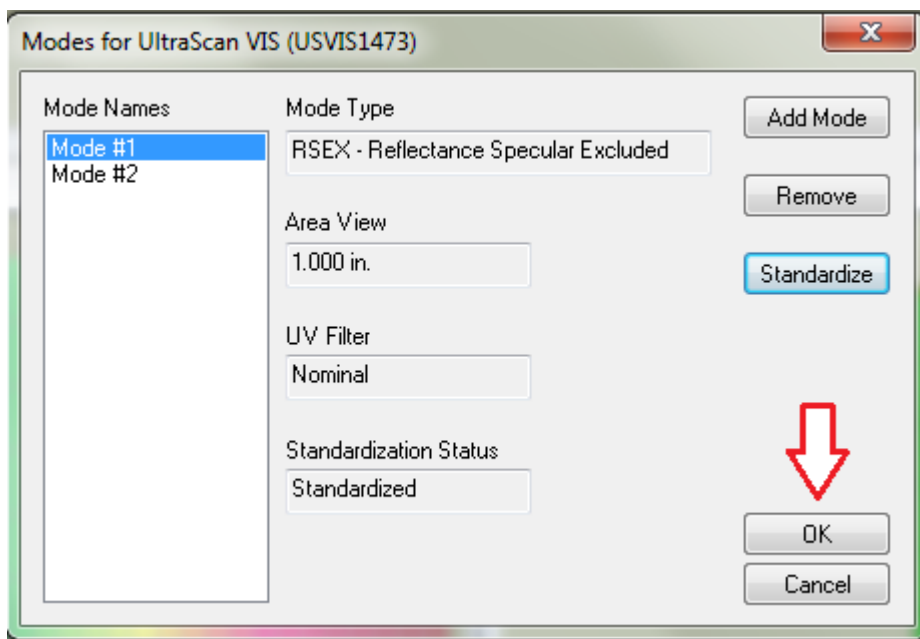 Modes for UltraScan VIS (USVIS1473)
Mode Names
Mode #1
Mode #2
Mode Type
RSEX - Reflectance Specular Excluded
Area View
1.000 in.
UV Filter
Nominal
Standardization Status
Standardized
Add Mode
Remove
Standardize
OK
Cancel